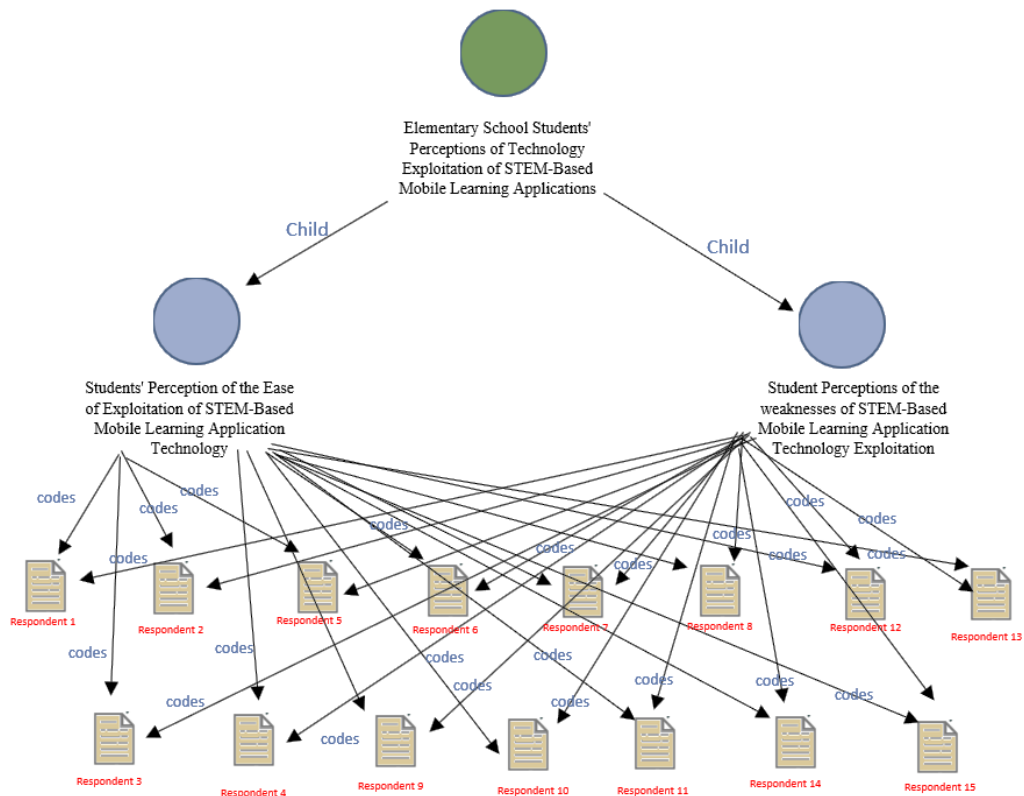 Elementary School Students'
Perceptions of Technology
Exploitation of STEM-Based
Mobile Learning Applications
Child
Child
Students' Perception of the Ease
of Exploitation of STEM-Based
Mobile Learning Application
Technology
Student Perceptions of the
weaknesses of STEM-Based
Mobile Learning Application
Technology Exploitation
codes
codes
codes
codes
codes
codes
codes
codes
codes
codes
codes
codes
codes
Respondent 1
Respondent 2
Respondent 5
Respondent 6
Respondent 7
Respondent 8
Respondent 12
Respondent 13
codes
codes
codes
codes
codes
codes
codes
codes
codes
codes
codes
codes
codes
Respondent 3
Respondent 4
Respondent 9
Respondent 10
Respondent 11
Respondent 14
Respondent 15